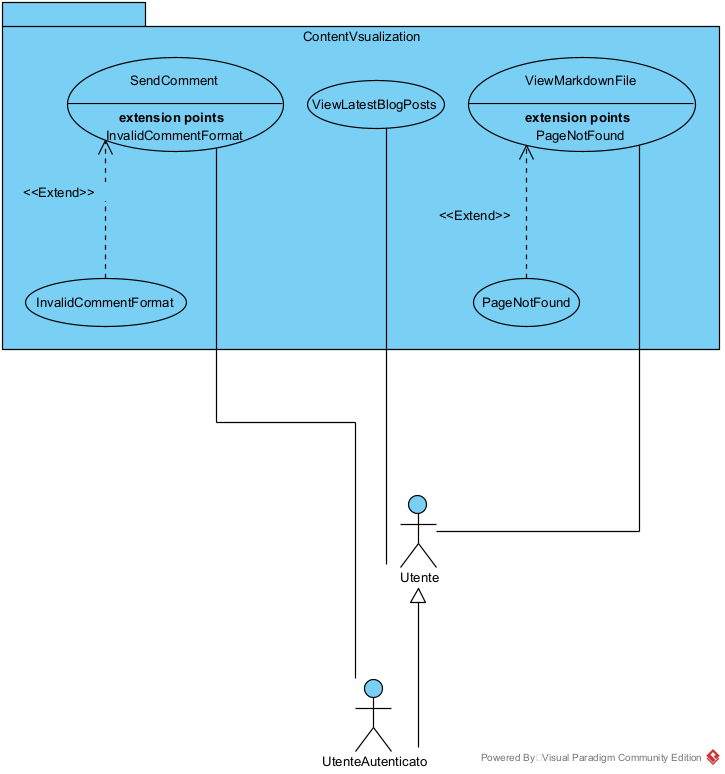 ContentVsualization
SendComment
extension points
InvalidCommentFormat
ViewLatestBlogPosts
ViewMarkdownFile
extension points
PageNotFound
<<Extend>>
<<Extend>>
InvalidCommentFormat
PageNotFound
Utente
UtenteAutenticato
Powered By Visual Paradigm Community Edition